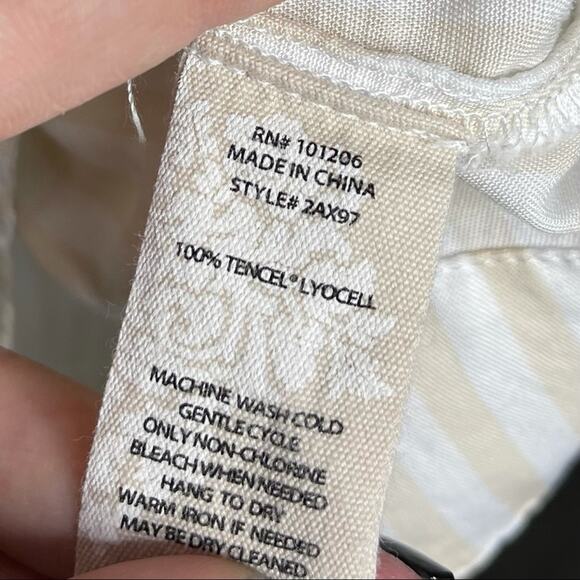 RN# 101206
MADE IN CHINA
STYLE# 2AX97
100% TENCEL® LYOCELL
MACHINE WASH COLD
GENTLE CYCLE
ONLY NON-CHLORINE
BLEACH WHEN NEEDED
HANG TO DRY
WARM IRON IF NEEDED
MAY BE DRY CLEANED